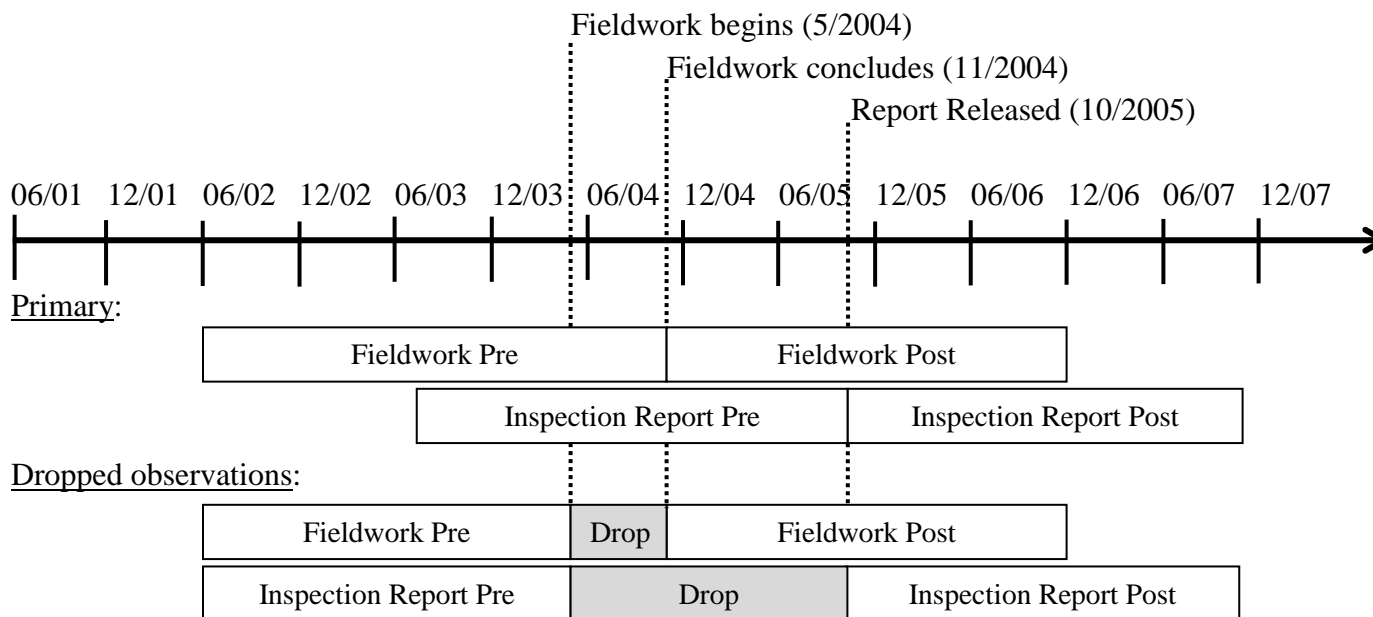 Fieldwork begins (5/2004)
Fieldwork concludes (11/2004)
Report Released (10/2005)
06/01 12/01 06/02 12/02 06/03 12/03 06/04 12/04 06/05 12/05 06/06 12/06 06/07 12/07
Primary:
Fieldwork Pre Fieldwork Post
Inspection Report Pre Inspection Report Post
Dropped observations:
Fieldwork Pre Drop Fieldwork Post
Inspection Report Pre Drop Inspection Report Post